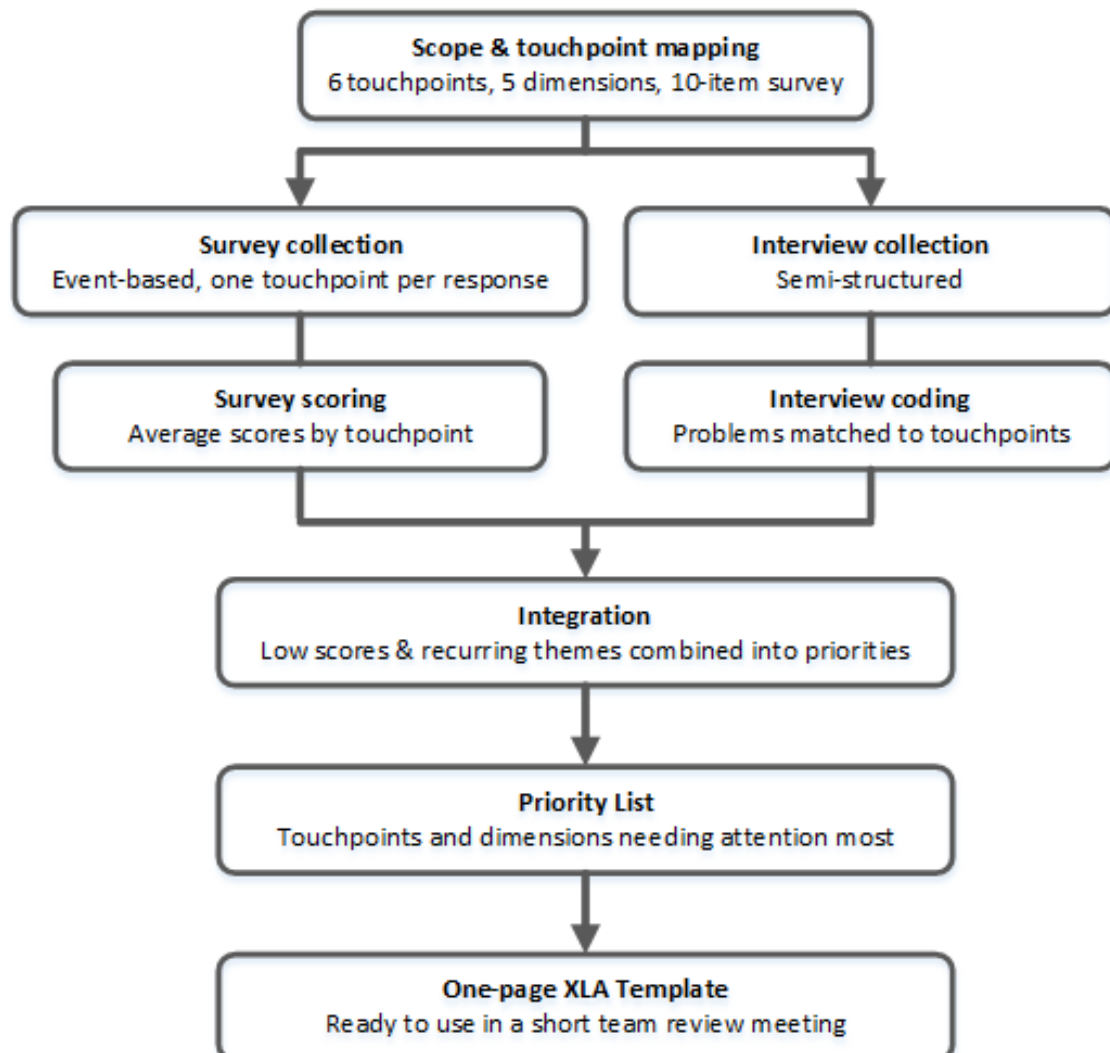 Scope & touchpoint mapping
6 touchpoints, 5 dimensions, 10-item survey
Survey collection
Event-based, one touchpoint per response
Interview collection
Semi-structured
Survey scoring
Average scores by touchpoint
Interview coding
Problems matched to touchpoints
Integration
Low scores & recurring themes combined into priorities
Priority List
Touchpoints and dimensions needing attention most
One-page XLA Template
Ready to use in a short team review meeting